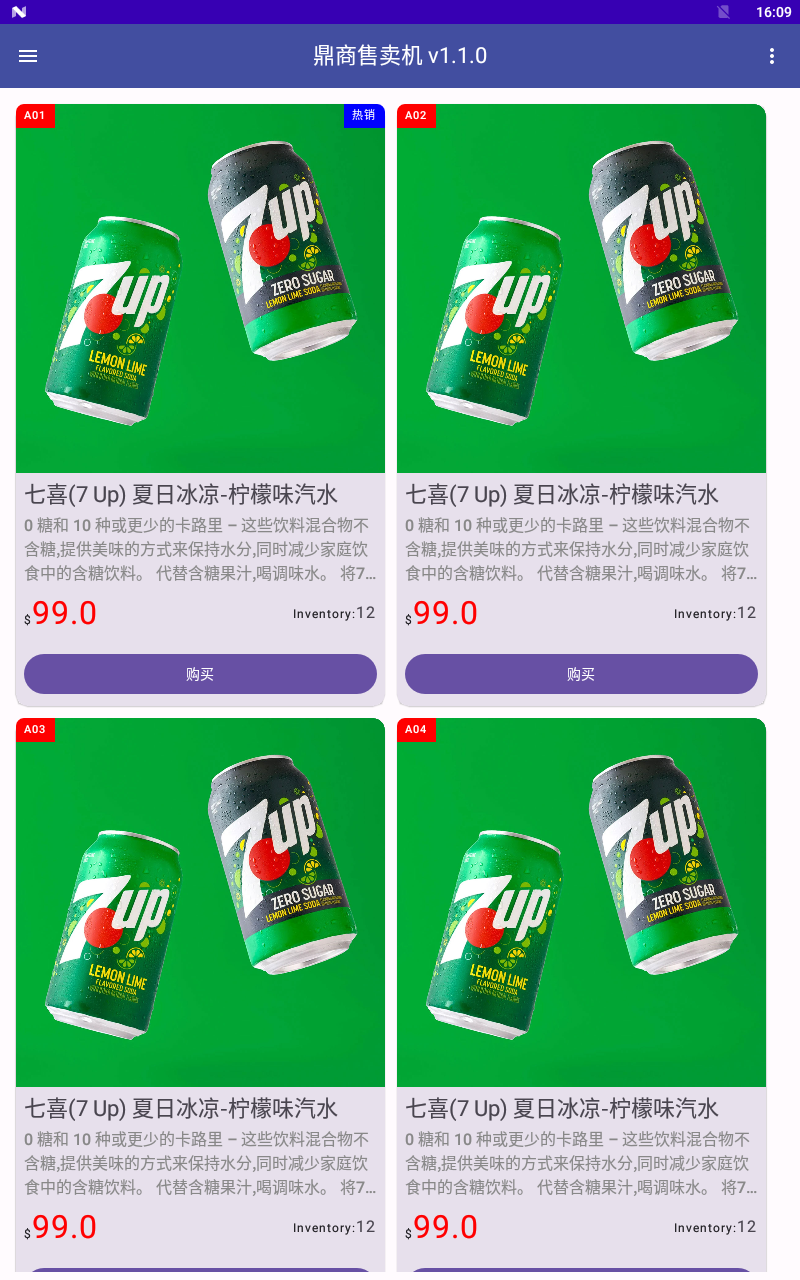 16:09
鼎商售卖机 v1.1.0
A01
热销
7up
LEMON LIME
FLAVORED SODA
7up
ZERO SUGAR
LEMON LIME SODA
七喜(7 Up) 夏日冰凉-柠檬味汽水
0 糖和 10 种或更少的卡路里 – 这些饮料混合物不
含糖,提供美味的方式来保持水分,同时减少家庭饮
食中的含糖饮料。 代替含糖果汁,喝调味水。 将7...
$99.0
Inventory:12
购买
A02
7up
LEMON LIME
FLAVORED SODA
7up
ZERO SUGAR
LEMON LIME SODA
七喜(7 Up) 夏日冰凉-柠檬味汽水
0 糖和 10 种或更少的卡路里 – 这些饮料混合物不
含糖,提供美味的方式来保持水分,同时减少家庭饮
食中的含糖饮料。 代替含糖果汁,喝调味水。 将7...
$99.0
Inventory:12
购买
A03
7up
LEMON LIME
FLAVORED SODA
7up
ZERO SUGAR
LEMON LIME SODA
七喜(7 Up) 夏日冰凉-柠檬味汽水
0 糖和 10 种或更少的卡路里 – 这些饮料混合物不
含糖,提供美味的方式来保持水分,同时减少家庭饮
食中的含糖饮料。 代替含糖果汁,喝调味水。 将7...
$99.0
Inventory:12
A04
7up
LEMON LIME
FLAVORED SODA
7up
ZERO SUGAR
LEMON LIME SODA
七喜(7 Up) 夏日冰凉-柠檬味汽水
0 糖和 10 种或更少的卡路里 – 这些饮料混合物不
含糖,提供美味的方式来保持水分,同时减少家庭饮
食中的含糖饮料。 代替含糖果汁,喝调味水。 将7...
$99.0
Inventory:12